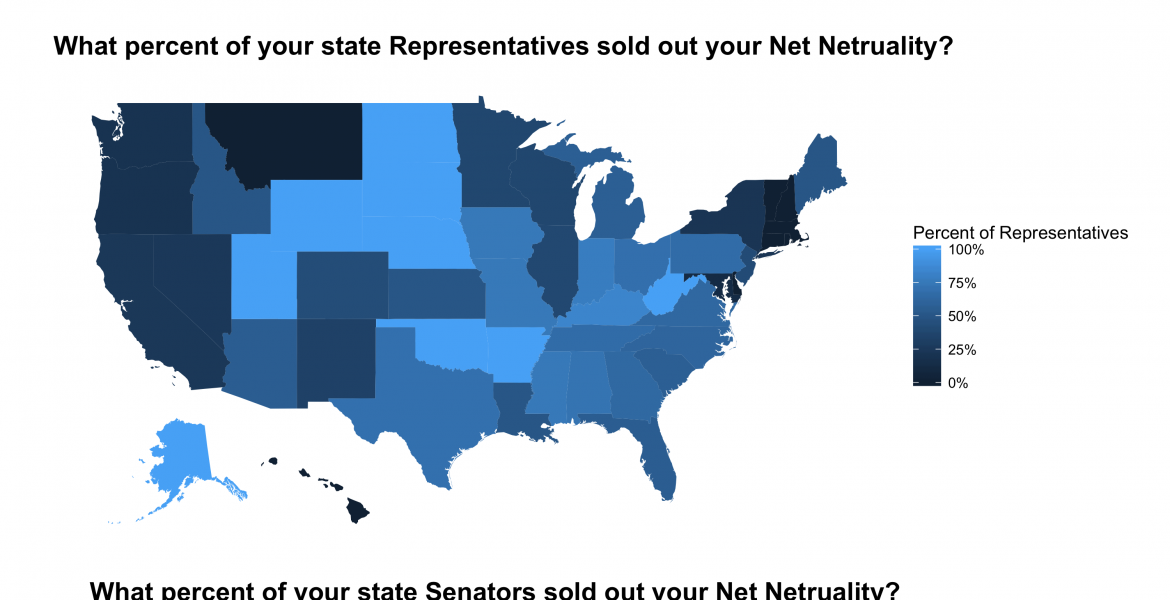 What percent of your state Representatives sold out your Net Netruality?
Percent of Representatives
100%
75%
50%
25%
0%
What percent of your state Senators sold out your Net Netruality?